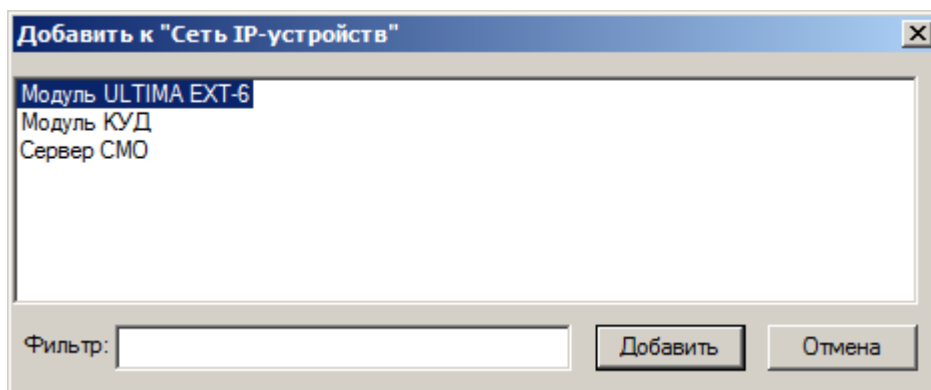 Добавить к "Сеть IP-устройств"
Модуль ULTIMA EXT-6
Модуль КУД
Сервер СМО
Фильтр:
Добавить
Отмена